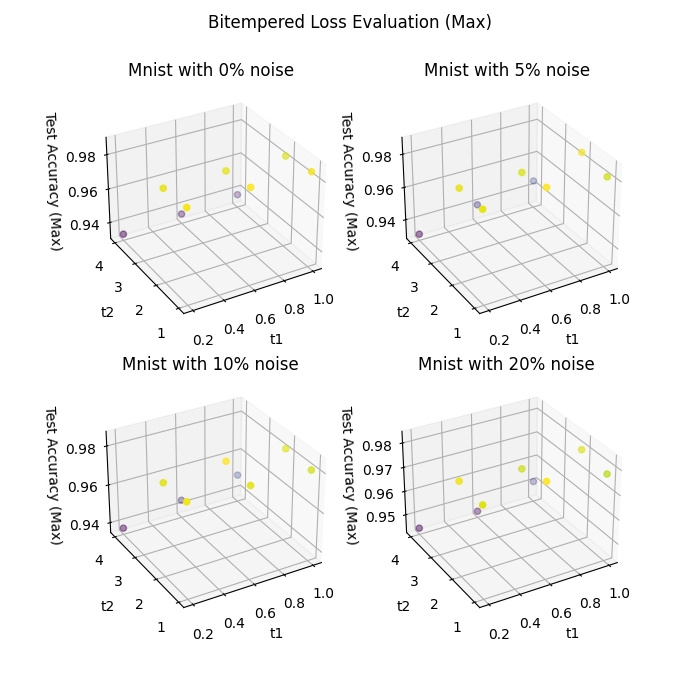 Bitempered Loss Evaluation (Max)
Mnist with 0% noise
Test Accuracy (Max)
0.98
0.96
0.94
4
3
2
1
t2
0.2
0.4
0.6
0.8
1.0
t1
Mnist with 5% noise
Test Accuracy (Max)
0.98
0.96
0.94
4
3
2
1
t2
0.2
0.4
0.6
0.8
1.0
t1
Mnist with 10% noise
Test Accuracy (Max)
0.98
0.96
0.94
4
3
2
1
t2
0.2
0.4
0.6
0.8
1.0
t1
Mnist with 20% noise
Test Accuracy (Max)
0.98
0.97
0.96
0.95
4
3
2
1
t2
0.2
0.4
0.6
0.8
1.0
t1